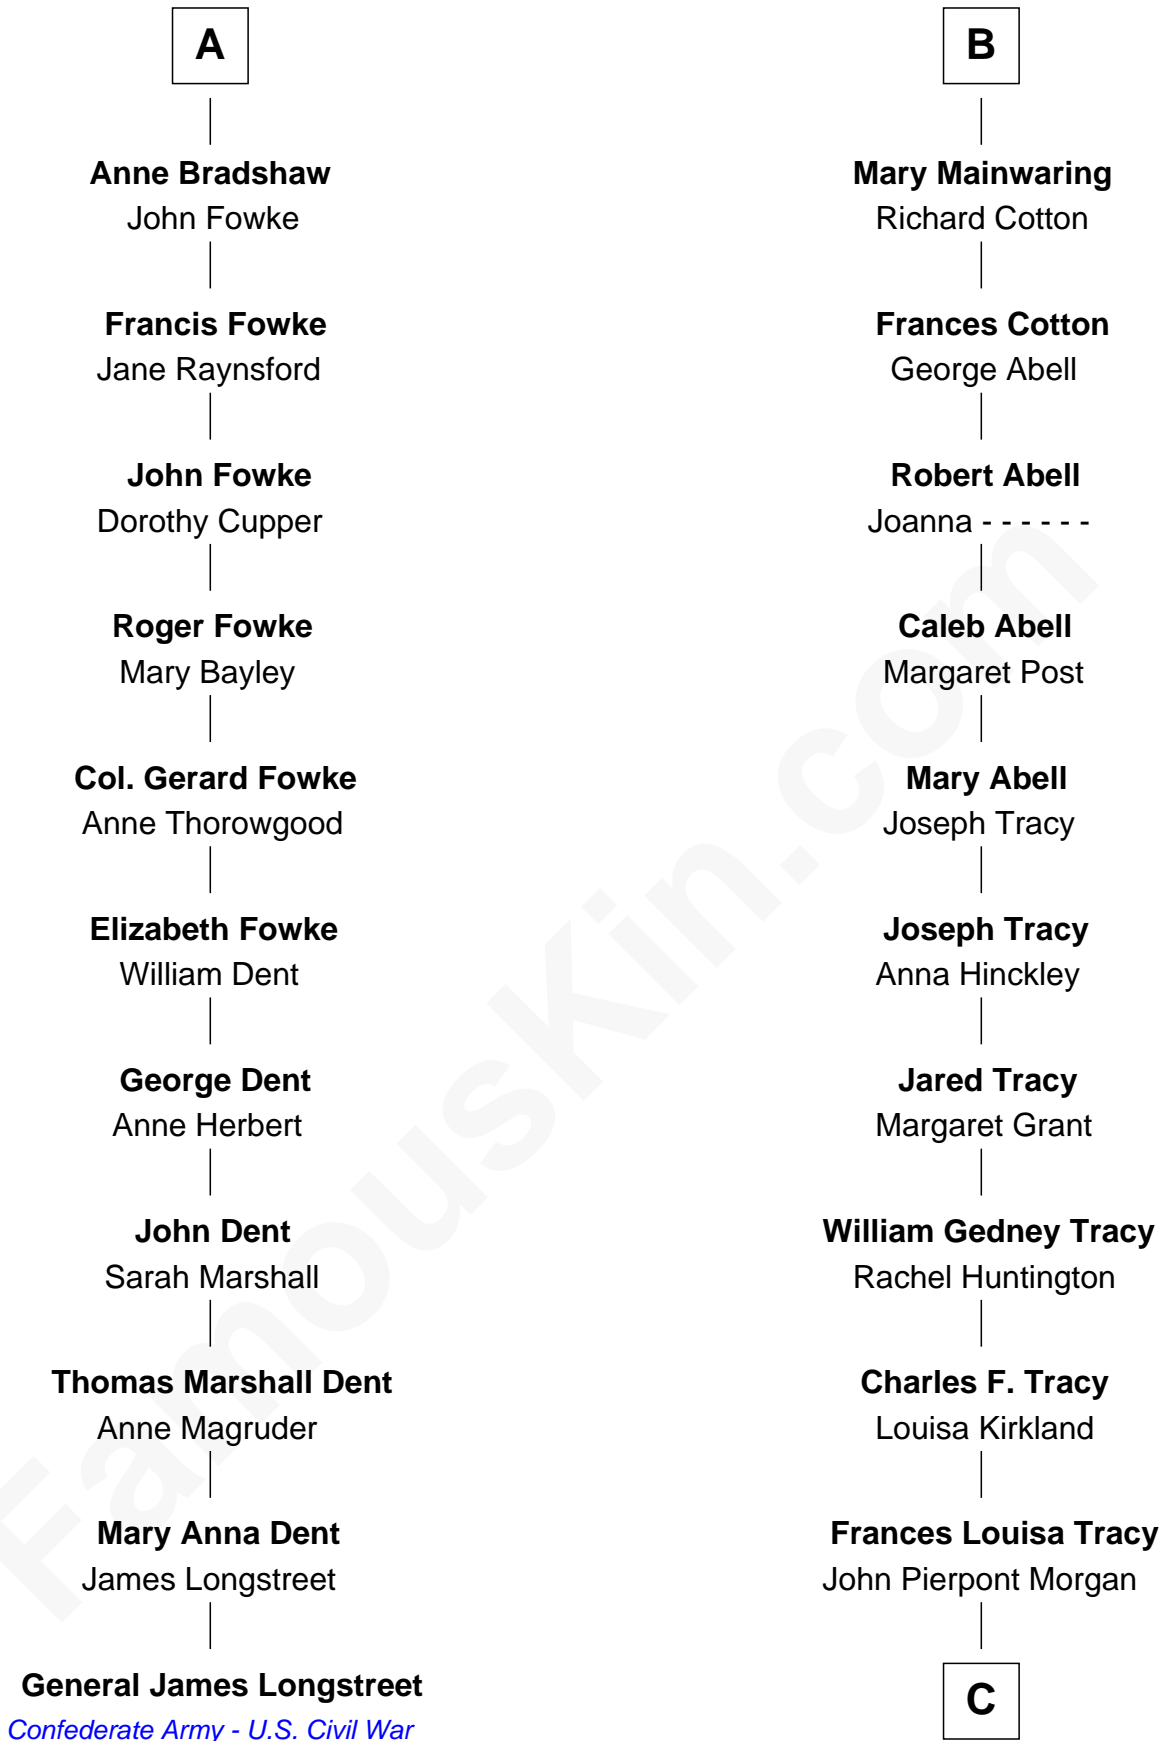 A
Anne Bradshaw
John Fowke
Francis Fowke
Jane Raynsford
John Fowke
Dorothy Cupper
Roger Fowke
Mary Bayley
Col. Gerard Fowke
Anne Thorowgood
Elizabeth Fowke
William Dent
George Dent
Anne Herbert
John Dent
Sarah Marshall
Thomas Marshall Dent
Anne Magruder
Mary Anna Dent
James Longstreet
General James Longstreet
Confederate Army - U.S. Civil War
B
Mary Mainwaring
Richard Cotton
Frances Cotton
George Abell
Robert Abell
Joanna - - - - - -
Caleb Abell
Margaret Post
Mary Abell
Joseph Tracy
Joseph Tracy
Anna Hinckley
Jared Tracy
Margaret Grant
William Gedney Tracy
Rachel Huntington
Charles F. Tracy
Louisa Kirkland
Frances Louisa Tracy
John Pierpont Morgan
C
FamousKin.com